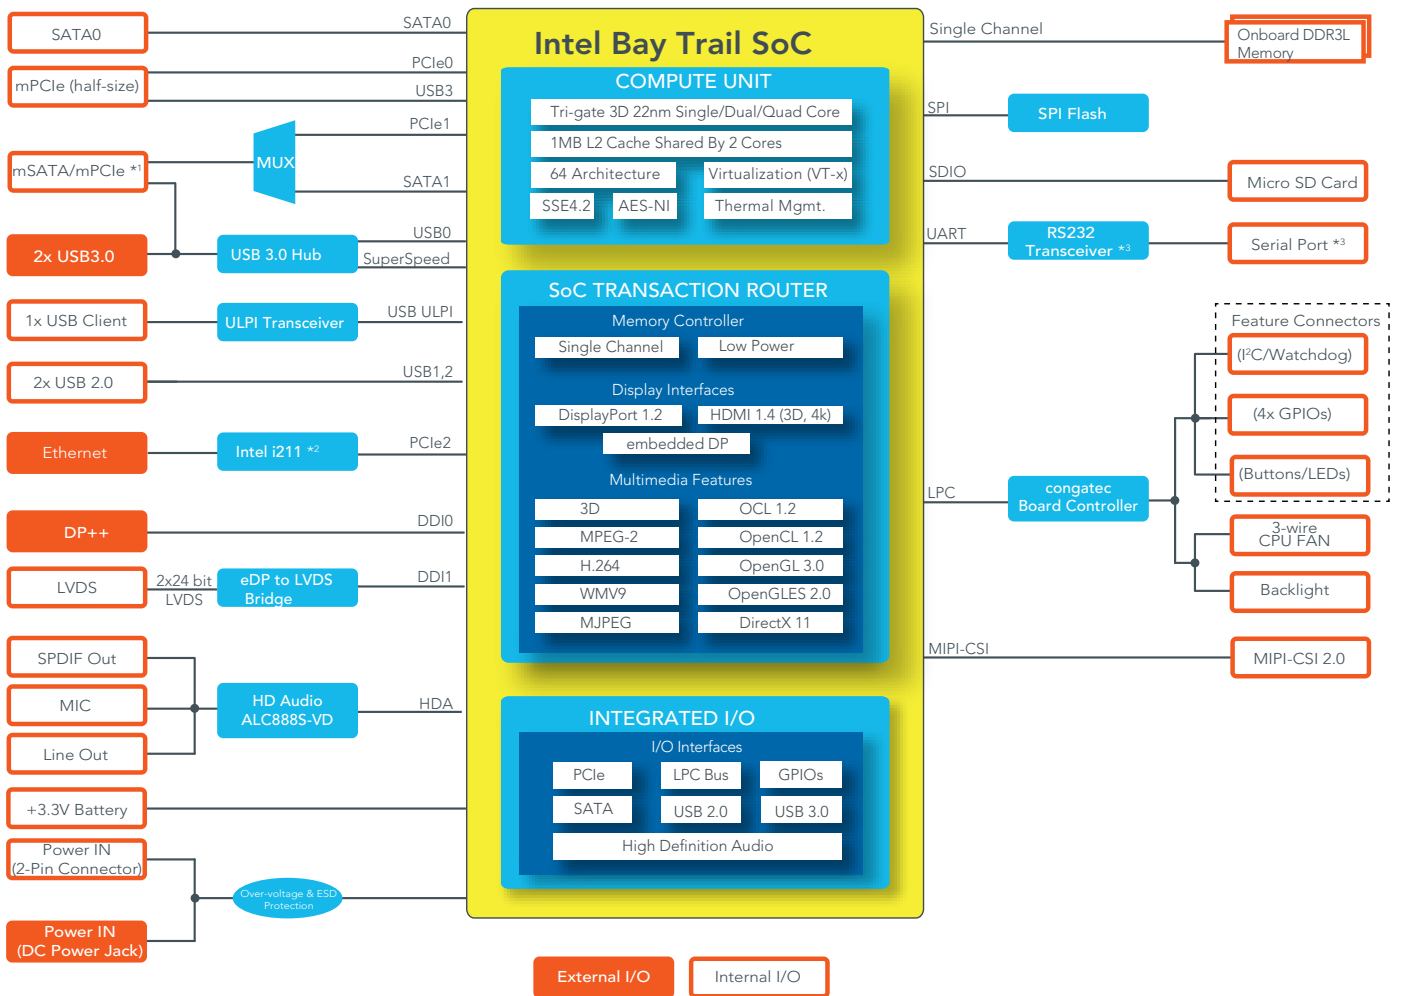 SATA0
mPCIe (half-size)
mSATA/mPCIe *1
2x USB3.0
1x USB Client
2x USB 2.0
Ethernet
DP++
LVDS
SPDIF Out
MIC
Line Out
+3.3V Battery
Power IN
(2-Pin Connector)
Power IN
(DC Power Jack)
MUX
USB 3.0 Hub
ULPI Transceiver
Intel i211 *2
2x24 bit
LVDS
eDP to LVDS
Bridge
HD Audio
ALC888S-VD
Over-voltage & ESD
Protection
SATA0
PCIe0
USB3
PCIe1
SATA1
USB0
SuperSpeed
USB ULPI
USB1,2
PCIe2
DDI0
DDI1
HDA
Intel Bay Trail SoC
COMPUTE UNIT
Tri-gate 3D 22nm Single/Dual/Quad Core
1MB L2 Cache Shared By 2 Cores
64 Architecture
Virtualization (VT-x)
SSE4.2
AES-NI
Thermal Mgmt.
SoC TRANSACTION ROUTER
Memory Controller
Single Channel
Low Power
Display Interfaces
DisplayPort 1.2
HDMI 1.4 (3D, 4k)
embedded DP
Multimedia Features
3D
OCL 1.2
MPEG-2
OpenCL 1.2
H.264
OpenGL 3.0
WMV9
OpenGLES 2.0
MJPEG
DirectX 11
INTEGRATED I/O
I/O Interfaces
PCIe
LPC Bus
GPIOs
SATA
USB 2.0
USB 3.0
High Definition Audio
Single Channel
SPI
SDIO
UART
LPC
MIPI-CSI
SPI Flash
RS232
Transceiver *3
congatec
Board Controller
Onboard DDR3L
Memory
Micro SD Card
Serial Port *3
Feature Connectors
(I²C/Watchdog)
(4x GPIOs)
(Buttons/LEDs)
3-wire
CPU FAN
Backlight
MIPI-CSI 2.0
External I/O
Internal I/O